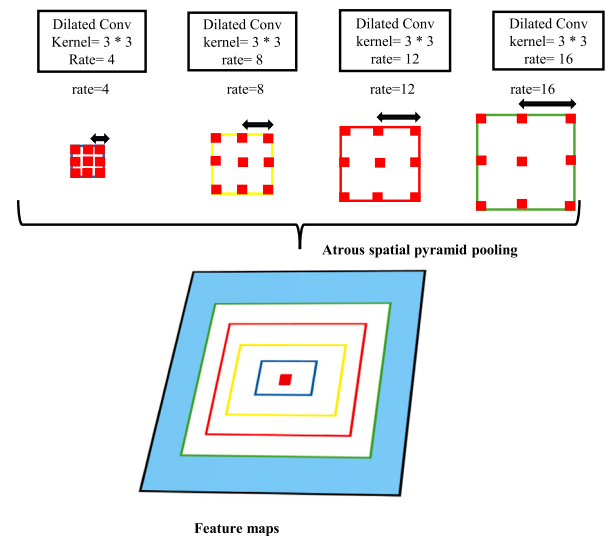 Dilated Conv
Kernel= 3 * 3
Rate= 4
Dilated Conv
kernel= 3 * 3
rate= 8
Dilated Conv
kernel= 3 * 3
rate= 12
Dilated Conv
kernel= 3 * 3
rate= 16
rate=4
rate=8
rate=12
rate=16
Atrous spatial pyramid pooling
Feature maps